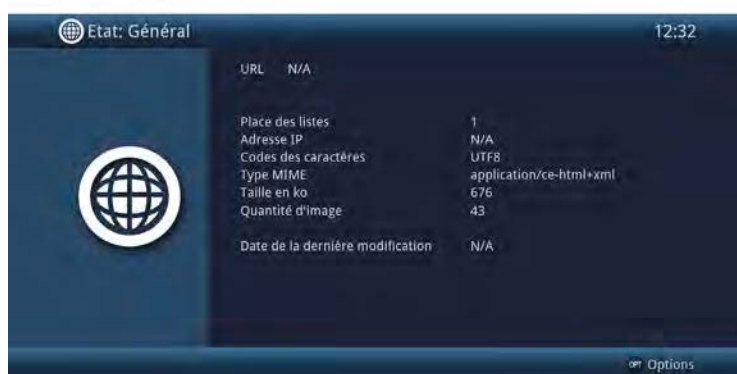 Etat: Général 12:32
URL N/A
Place des listes 1
Adresse IP N/A
Codes des caractères UTF8
Type MIME application/ce-html+xml
Taille en ko 676
Quantité d'image 43
Date de la dernière modification N/A
OPT Options